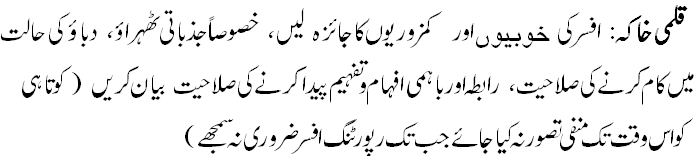 قلمی خاکہ: افسر کی خوبیوں اور کمزوریوں کا جائزہ لیں، خصوصاً جذباتی ٹھہراؤ، دباؤ کی حالت
میں کام کرنے کی صلاحیت، رابطہ اور باہمی افہام و تفہیم پیدا کرنے کی صلاحیت بیان کریں (کوتاہی
کو اس وقت تک منفی تصور نہ کیا جائے جب تک رپورٹنگ افسر ضروری نہ سمجھے)